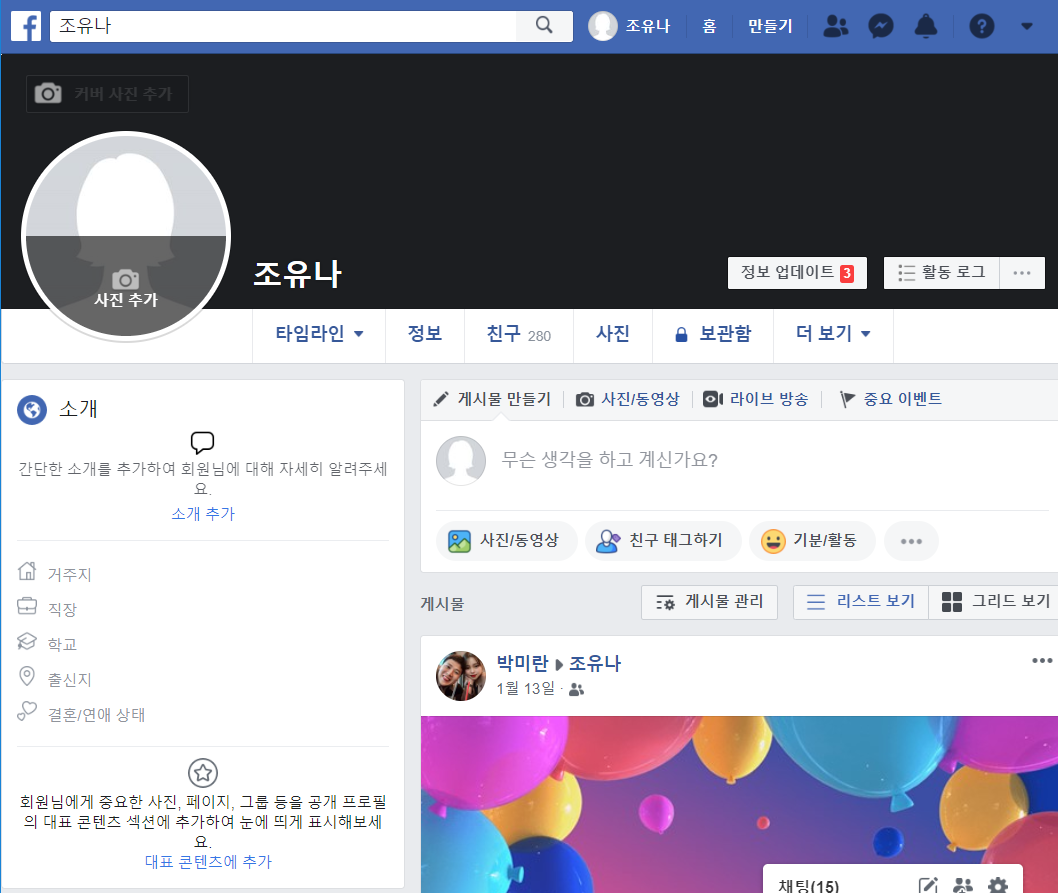 조유나
조유나
홈
만들기
커버 사진 추가
사진 추가
조유나
정보 업데이트 3
활동 로그
타임라인
정보
친구 280
사진
보관함
더 보기
소개
간단한 소개를 추가하여 회원님에 대해 자세히 알려주세
요.
소개 추가
거주지
직장
학교
출신지
결혼/연애 상태
회원님에게 중요한 사진, 페이지, 그룹 등을 공개 프로필
의 대표 콘텐츠 섹션에 추가하여 눈에 띄게 표시해보세
요.
대표 콘텐츠에 추가
게시물 만들기
사진/동영상
라이브 방송
중요 이벤트
무슨 생각을 하고 계신가요?
사진/동영상
친구 태그하기
기분/활동
게시물
게시물 관리
리스트 보기
그리드 보기
박미란 조유나
1월 13일 ·
채팅(15)